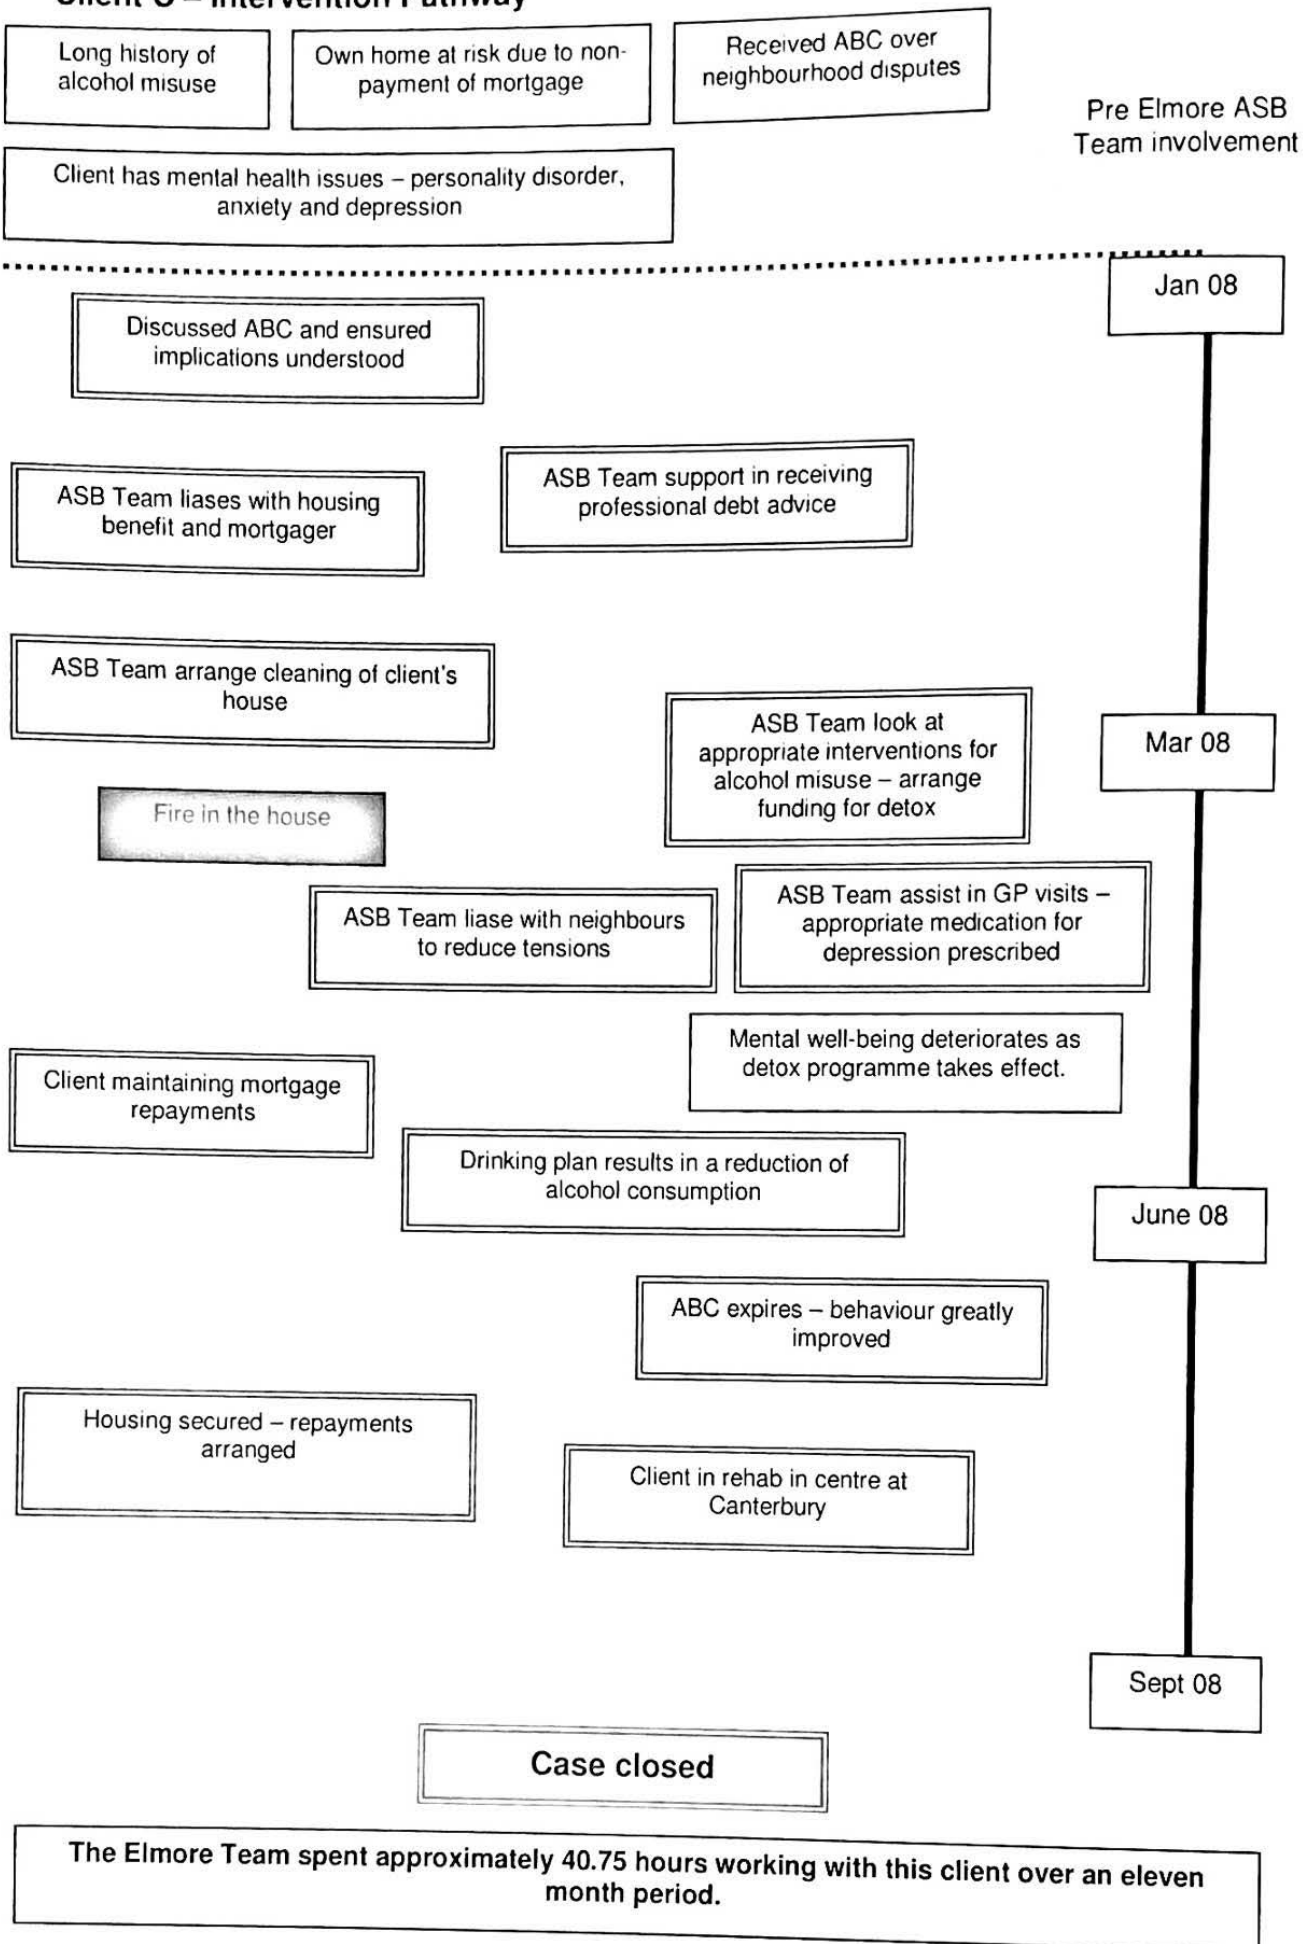 Client C – Intervention Pathway
Long history of
alcohol misuse
Own home at risk due to non-
payment of mortgage
Received ABC over
neighbourhood disputes
Pre Elmore ASB
Team involvement
Client has mental health issues – personality disorder,
anxiety and depression
Jan 08
Discussed ABC and ensured
implications understood
ASB Team liases with housing
benefit and mortgager
ASB Team support in receiving
professional debt advice
ASB Team arrange cleaning of client's
house
ASB Team look at
appropriate interventions for
alcohol misuse – arrange
funding for detox
Mar 08
Fire in the house
ASB Team liase with neighbours
to reduce tensions
ASB Team assist in GP visits –
appropriate medication for
depression prescribed
Mental well-being deteriorates as
detox programme takes effect.
Client maintaining mortgage
repayments
Drinking plan results in a reduction of
alcohol consumption
June 08
ABC expires – behaviour greatly
improved
Housing secured – repayments
arranged
Client in rehab in centre at
Canterbury
Sept 08
Case closed
The Elmore Team spent approximately 40.75 hours working with this client over an eleven
month period.